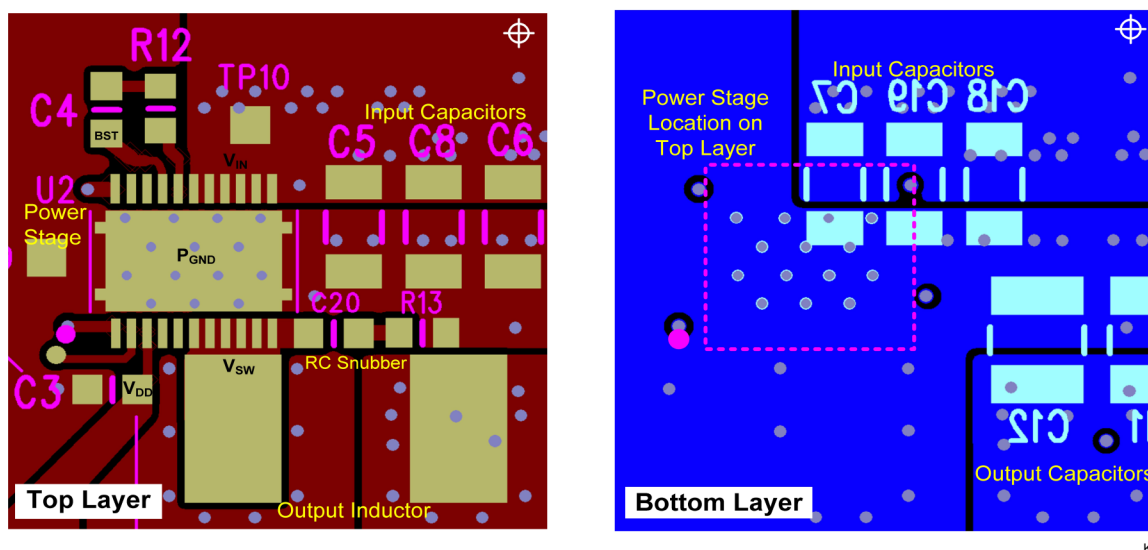 R12
TP10
C4
BST
Input Capacitors
C5
C8
C6
VIN
U2
Power
Stage
PGND
C20
R13
RC Snubber
VSW
C3
VDD
Output Inductor
Top Layer
Input Capacitors
C7
C19
C18
Power Stage
Location on
Top Layer
C12
Output Capacitors
Bottom Layer